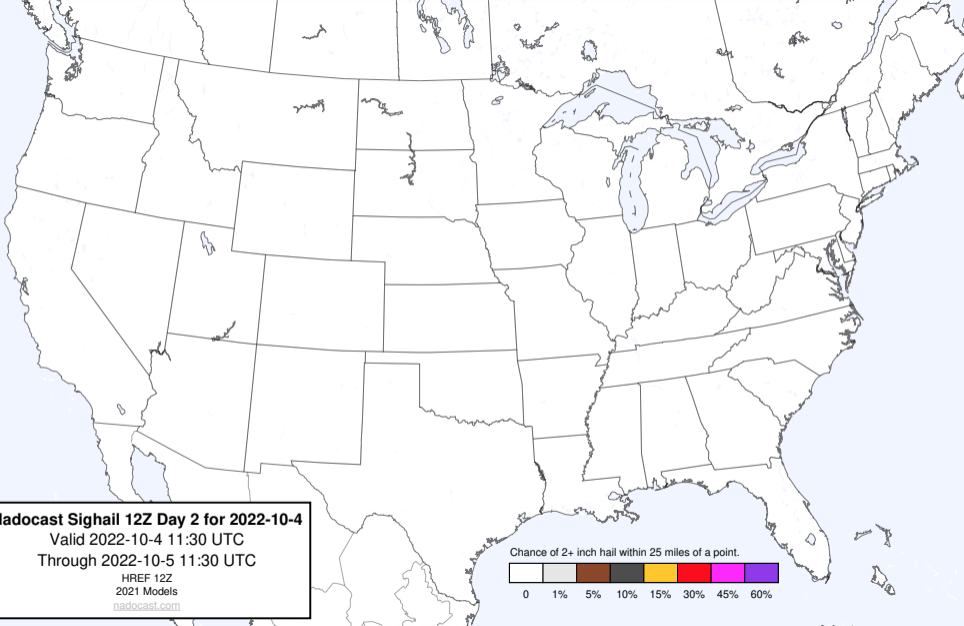 adocast Sighail 12Z Day 2 for 2022-10-4
Valid 2022-10-4 11:30 UTC
Through 2022-10-5 11:30 UTC
HREF 12Z
2021 Models
nadocast.com
Chance of 2+ inch hail within 25 miles of a point.
0 1% 5% 10% 15% 30% 45% 60%